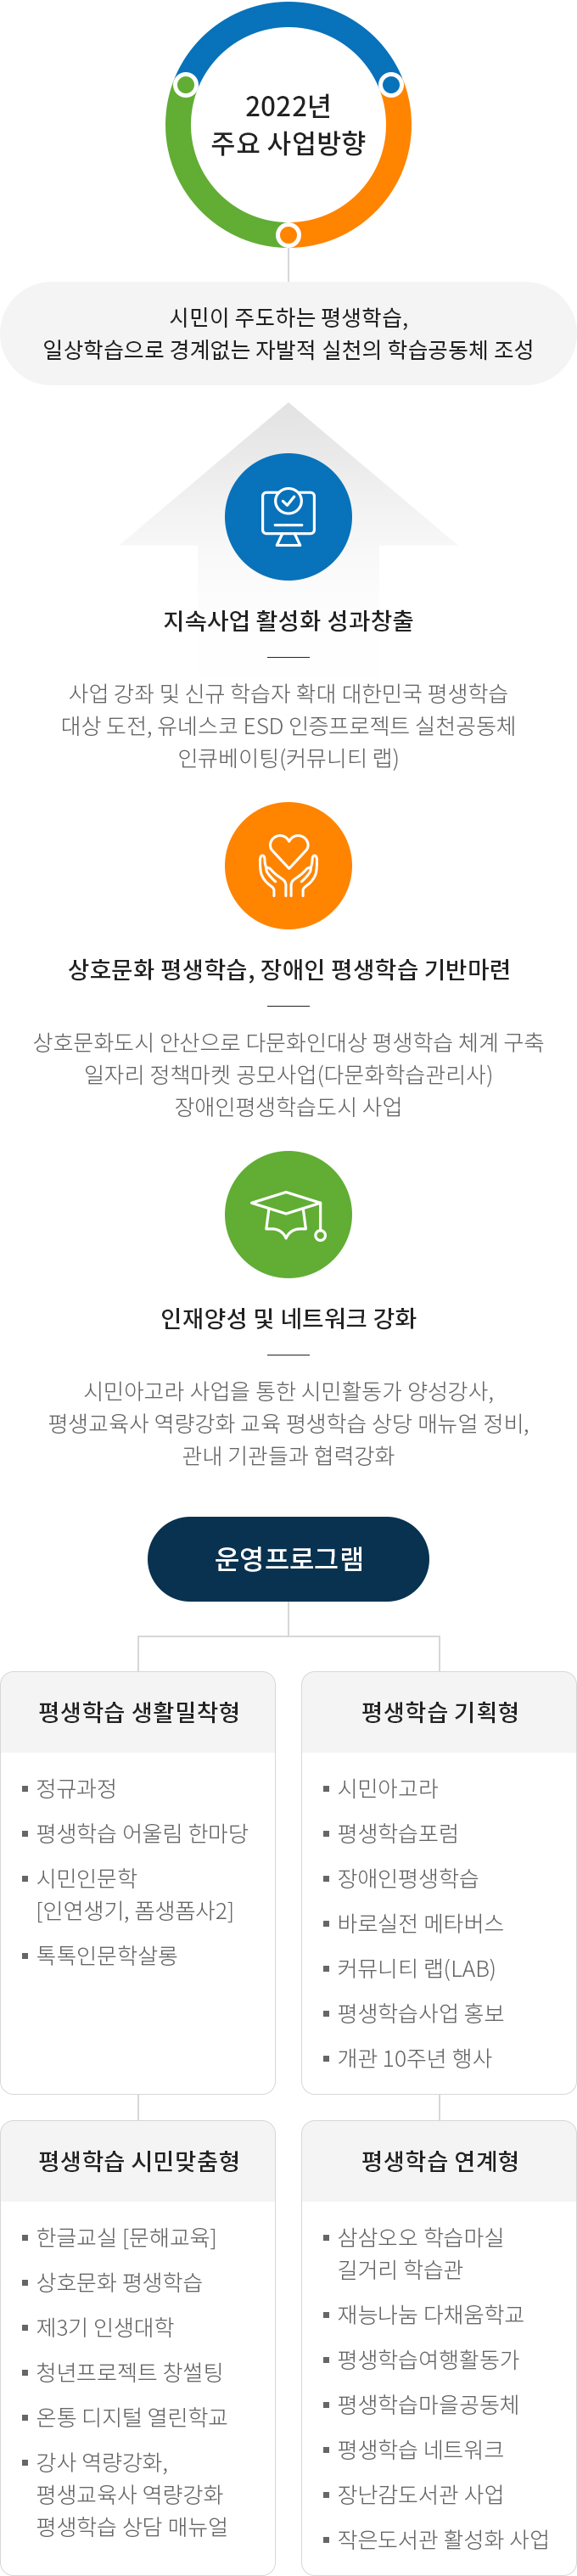 2022년
주요 사업방향
시민이 주도하는 평생학습,
일상학습으로 경계없는 자발적 실천의 학습공동체 조성
지속사업 활성화 성과창출
사업 강좌 및 신규 학습자 확대 대한민국 평생학습
대상 도전, 유네스코 ESD 인증프로젝트 실천공동체
인큐베이팅(커뮤니티 랩)
상호문화 평생학습, 장애인 평생학습 기반마련
상호문화도시 안산으로 다문화인대상 평생학습 체계 구축
일자리 정책마켓 공모사업(다문화학습관리사)
장애인평생학습도시 사업
인재양성 및 네트워크 강화
시민아고라 사업을 통한 시민활동가 양성강사,
평생교육사 역량강화 교육 평생학습 상당 매뉴얼 정비,
관내 기관들과 협력강화
운영프로그램
평생학습 생활밀착형
정규과정
평생학습 어울림 한마당
시민인문학
[인연생기, 폼생폼사2]
톡톡인문학살롱
평생학습 기획형
시민아고라
평생학습포럼
장애인평생학습
바로실전 메타버스
커뮤니티 랩(LAB)
평생학습사업 홍보
개관 10주년 행사
평생학습 시민맞춤형
한글교실 [문해교육]
상호문화 평생학습
제3기 인생대학
청년프로젝트 창썰팅
온통 디지털 열린학교
강사 역량강화,
평생교육사 역량강화
평생학습 상담 매뉴얼
평생학습 연계형
삼삼오오 학습마실
길거리 학습관
재능나눔 다채움학교
평생학습여행활동가
평생학습마을공동체
평생학습 네트워크
장난감도서관 사업
작은도서관 활성화 사업